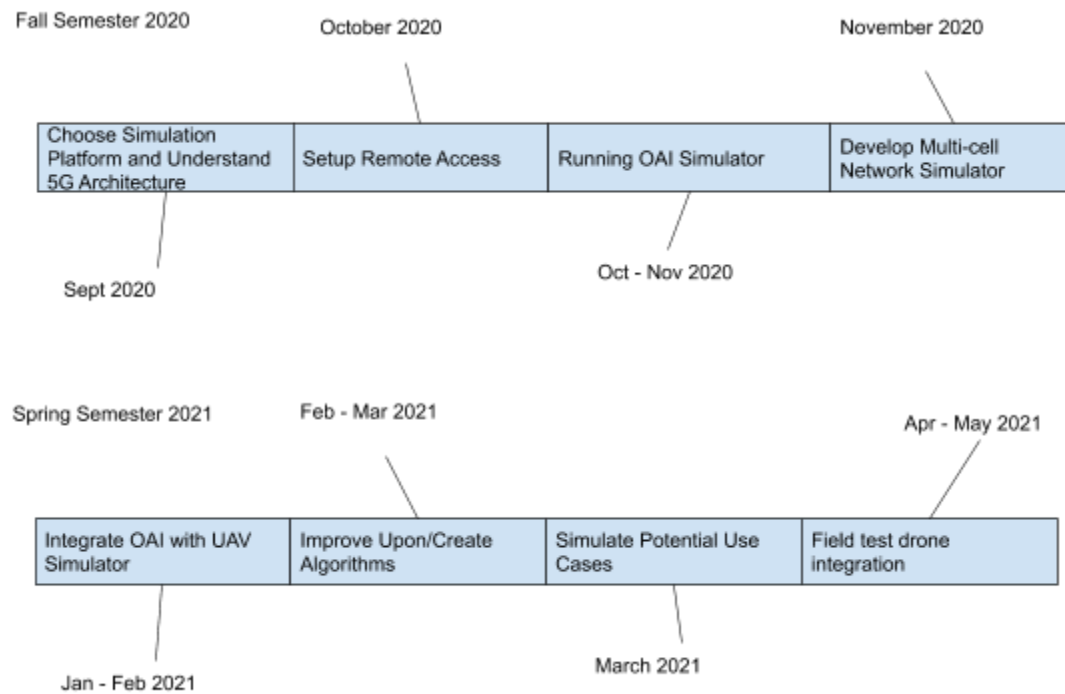 Fall Semester 2020
October 2020
November 2020
Choose Simulation
Platform and Understand
5G Architecture
Setup Remote Access
Running OAI Simulator
Develop Multi-cell
Network Simulator
Sept 2020
Oct - Nov 2020
Spring Semester 2021
Feb - Mar 2021
Apr - May 2021
Integrate OAI with UAV
Simulator
Improve Upon/Create
Algorithms
Simulate Potential Use
Cases
Field test drone
integration
Jan - Feb 2021
March 2021